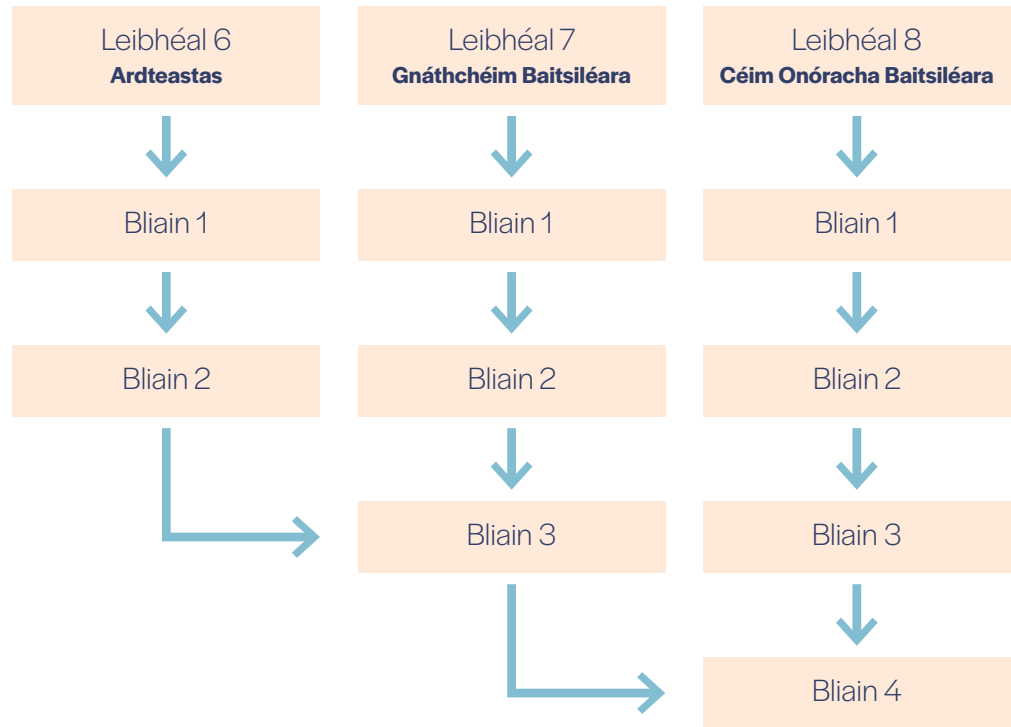 Leibhéal 6
Ardteastas
Leibhéal 7
Gnáthchéim Baitsiléara
Leibhéal 8
Céim Onóracha Baitsiléara
Bliain 1
Bliain 1
Bliain 1
Bliain 2
Bliain 2
Bliain 2
Bliain 3
Bliain 3
Bliain 4